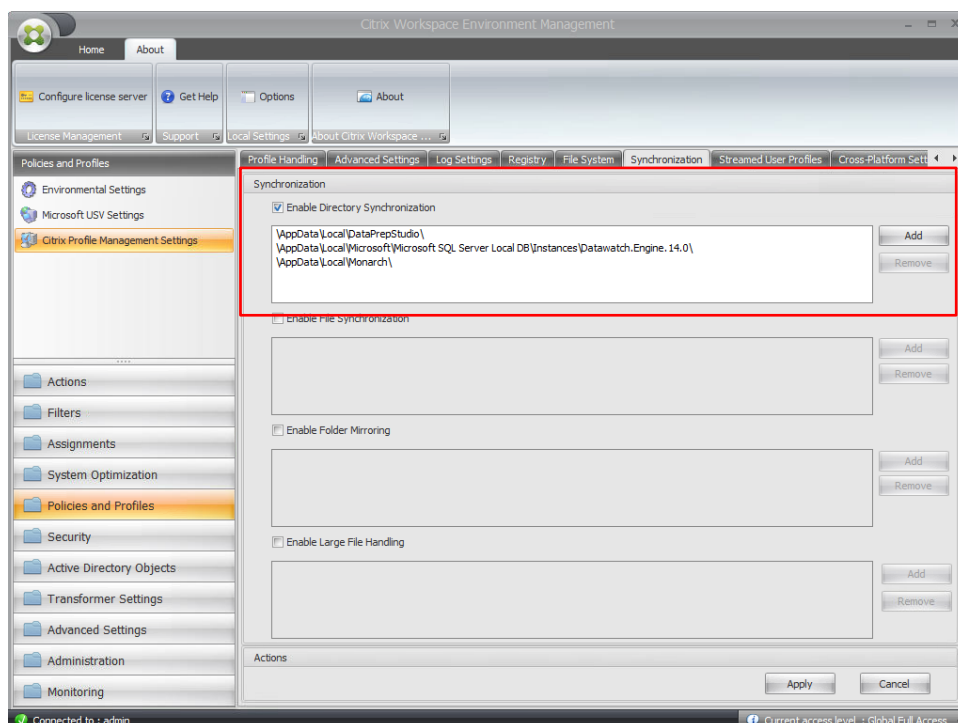 Citrix Workspace Environment Management
Home About
Configure license server Get Help Options About
License Management Support Local Settings About Citrix Workspace ...
Policies and Profiles
Environmental Settings
Microsoft USV Settings
Citrix Profile Management Settings
Actions
Filters
Assignments
System Optimization
Policies and Profiles
Security
Active Directory Objects
Transformer Settings
Advanced Settings
Administration
Monitoring
Profile Handling Advanced Settings Log Settings Registry File System Synchronization Streamed User Profiles Cross-Platform Sett
Synchronization
Enable Directory Synchronization
\AppData\Local\DataPrepStudio\
\AppData\Local\Microsoft\Microsoft SQL Server Local DB\Instances\Datawatch.Engine.14.0\
\AppData\Local\Monarch\
Add
Remove
Enable File Synchronization
Add
Remove
Enable Folder Mirroring
Add
Remove
Enable Large File Handling
Add
Remove
Actions
Apply Cancel
Connected to : admin Current access level : Global Full Access